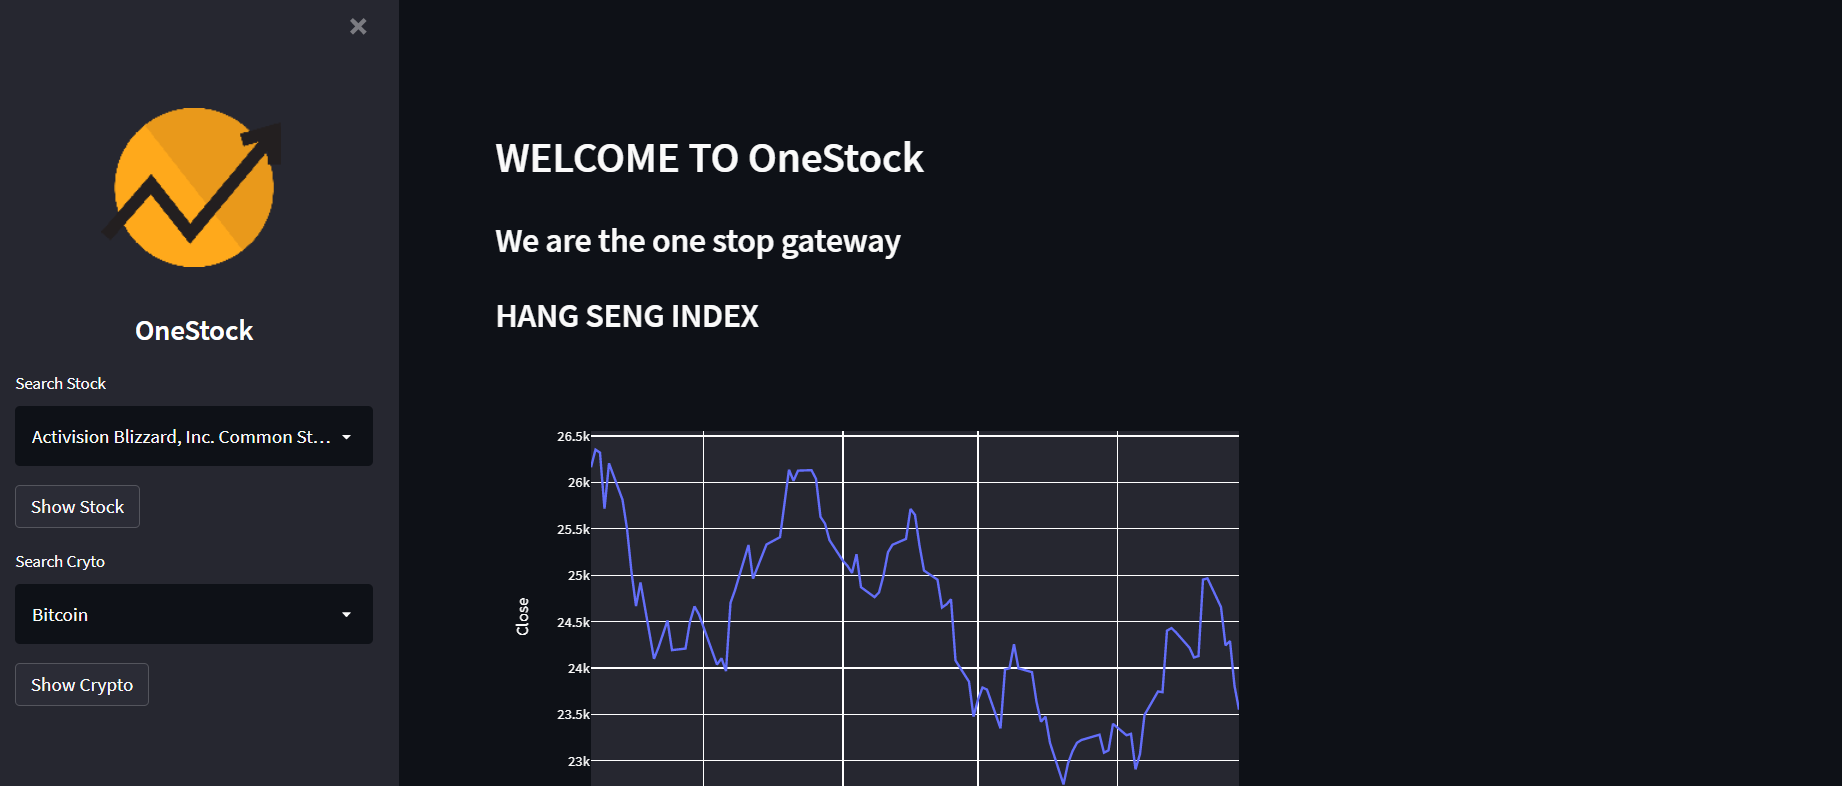 OneStock
Search Stock
Activision Blizzard, Inc. Common St...
Show Stock
Search Cryto
Bitcoin
Show Crypto
WELCOME TO OneStock
We are the one stop gateway
HANG SENG INDEX
26.5k
26k
25.5k
25k
24.5k
24k
23.5k
23k
Close